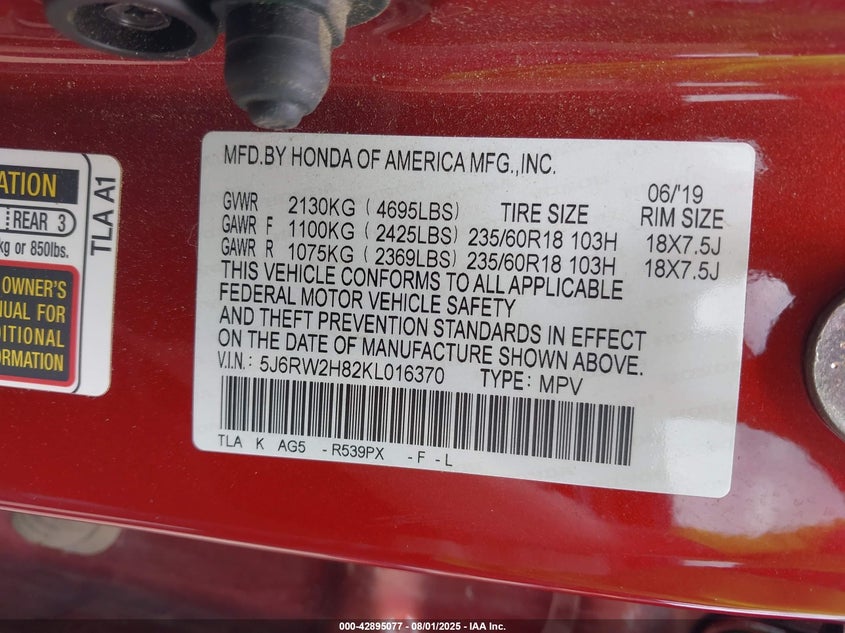 MFD.BY HONDA OF AMERICA MFG.,INC.
06/'19
GVWR 2130KG ( 4695LBS) TIRE SIZE RIM SIZE
GAWR F 1100KG ( 2425LBS) 235/60R18 103H 18X7.5J
GAWR R 1075KG ( 2369LBS) 235/60R18 103H 18X7.5J
THIS VEHICLE CONFORMS TO ALL APPLICABLE
FEDERAL MOTOR VEHICLE SAFETY
AND THEFT PREVENTION STANDARDS IN EFFECT
ON THE DATE OF MANUFACTURE SHOWN ABOVE.
V.I.N.: 5J6RW2H82KL016370 TYPE: MPV
TLA K AG5 -R539PX -F -L
ATION
REAR 3
kg or 850lbs.
OWNER'S
NUAL FOR
DITIONAL
ORMATION
TLA A1
000-42895077 - 08/01/2025 - IAA Inc.